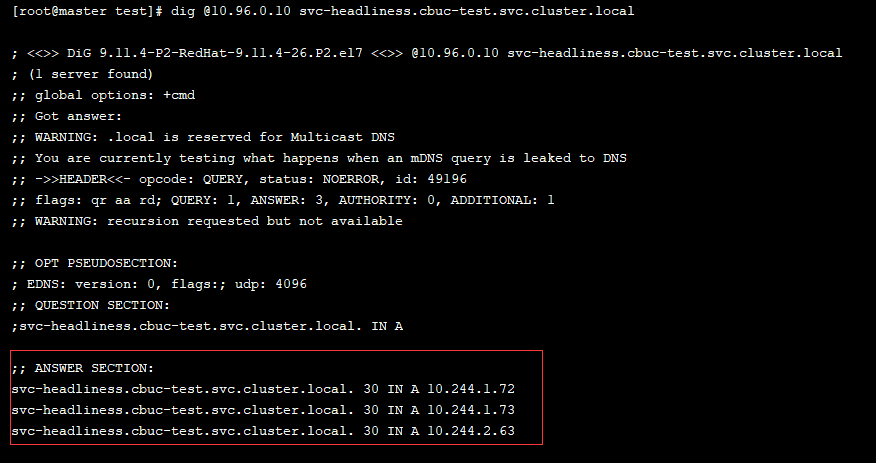 [root@master test]# dig @10.96.0.10 svc-headliness.cbuc-test.svc.cluster.local
; <<>> DiG 9.11.4-P2-RedHat-9.11.4-26.P2.el7 <<>> @10.96.0.10 svc-headliness.cbuc-test.svc.cluster.local
; (1 server found)
;; global options: +cmd
;; Got answer:
;; WARNING: .local is reserved for Multicast DNS
;; You are currently testing what happens when an mDNS query is leaked to DNS
;; ->>HEADER<<- opcode: QUERY, status: NOERROR, id: 49196
;; flags: qr aa rd; QUERY: 1, ANSWER: 3, AUTHORITY: 0, ADDITIONAL: 1
;; WARNING: recursion requested but not available
;; OPT PSEUDOSECTION:
; EDNS: version: 0, flags:; udp: 4096
;; QUESTION SECTION:
;svc-headliness.cbuc-test.svc.cluster.local. IN A
;; ANSWER SECTION:
svc-headliness.cbuc-test.svc.cluster.local. 30 IN A 10.244.1.72
svc-headliness.cbuc-test.svc.cluster.local. 30 IN A 10.244.1.73
svc-headliness.cbuc-test.svc.cluster.local. 30 IN A 10.244.2.63